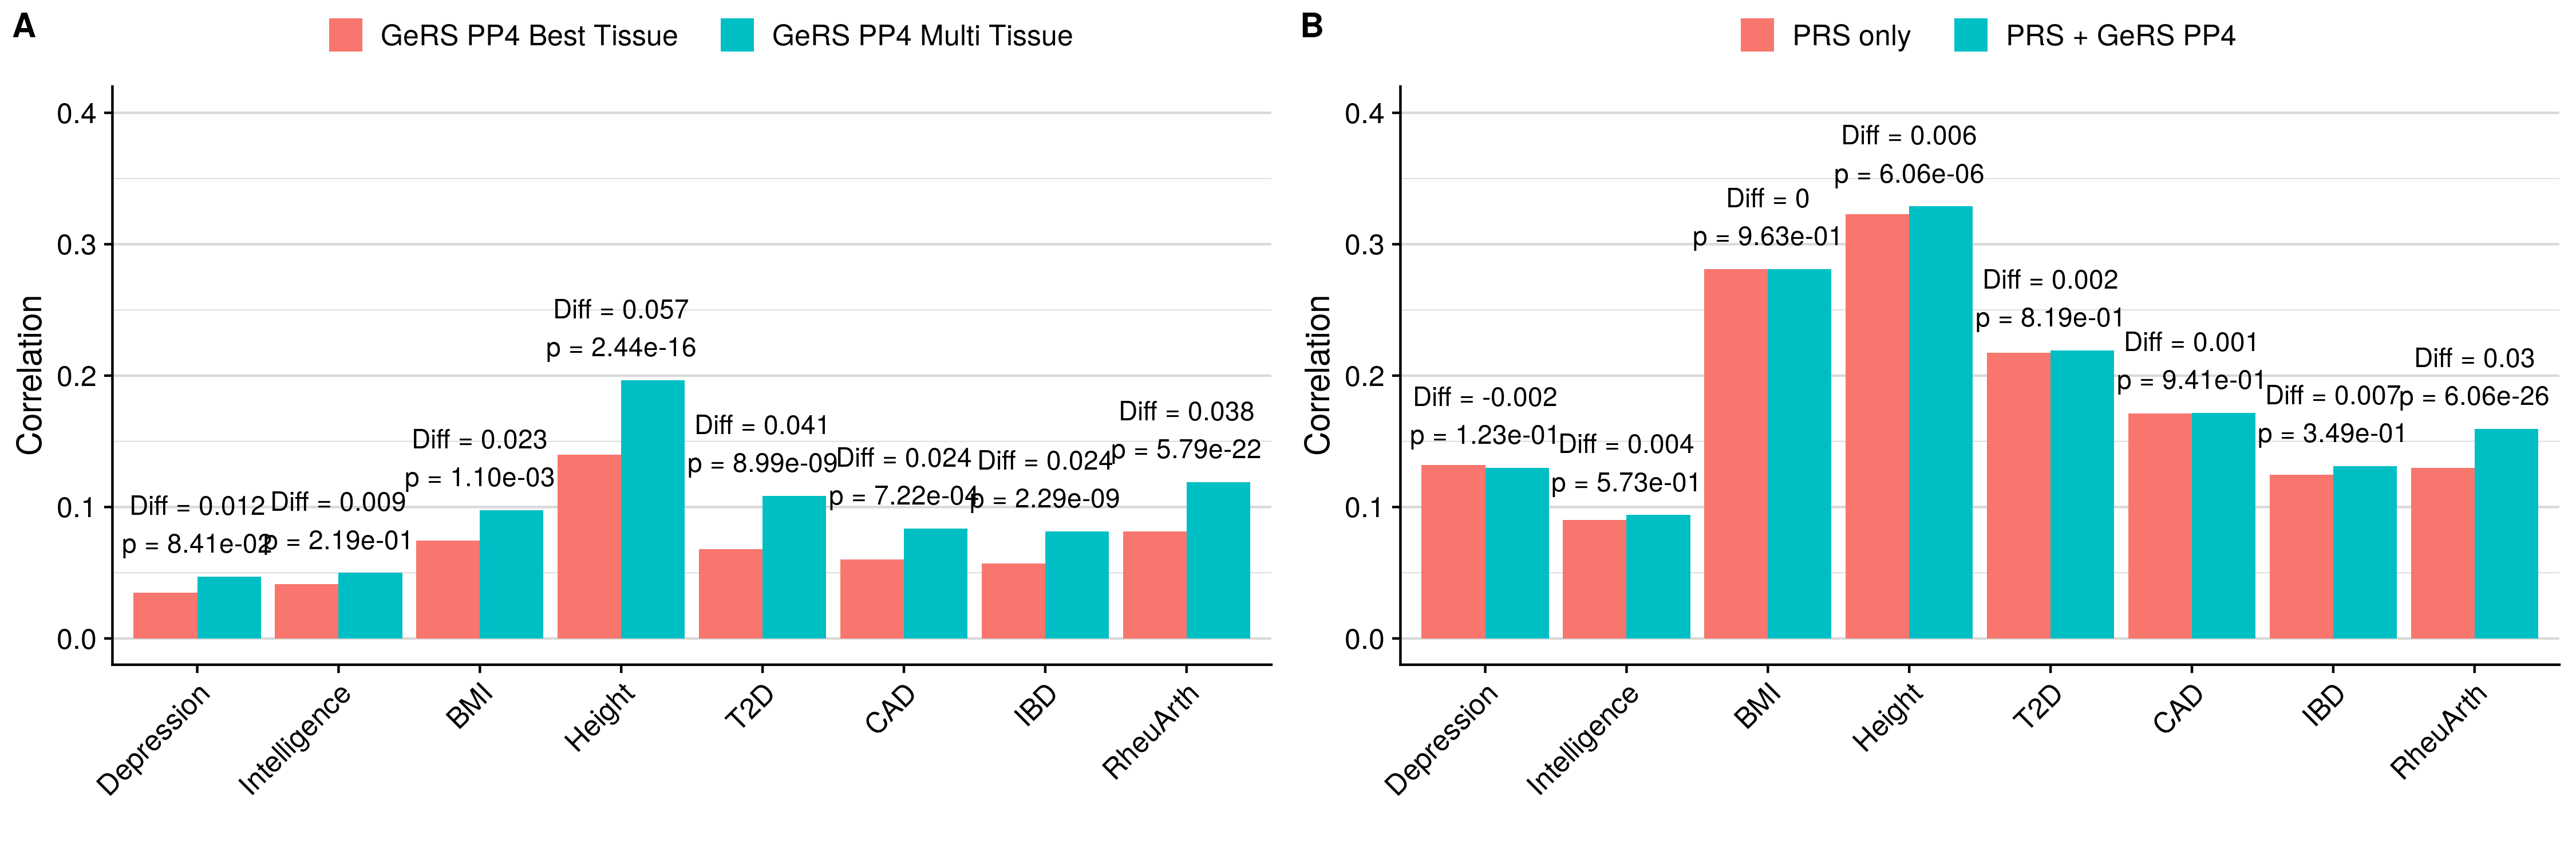 A
GeRS PP4 Best Tissue
GeRS PP4 Multi Tissue
Correlation
0.4
0.3
0.2
0.1
0.0
Diff = 0.012
p = 8.41e-02
Diff = 0.009
p = 2.19e-01
Diff = 0.023
p = 1.10e-03
Diff = 0.057
p = 2.44e-16
Diff = 0.041
p = 8.99e-09
Diff = 0.024
p = 7.22e-04
Diff = 0.024
p = 2.29e-09
Diff = 0.038
p = 5.79e-22
Depression
Intelligence
BMI
Height
T2D
CAD
IBD
RheuArth
B
PRS only
PRS + GeRS PP4
Correlation
0.4
0.3
0.2
0.1
0.0
Diff = -0.002
p = 1.23e-01
Diff = 0.004
p = 5.73e-01
Diff = 0
p = 9.63e-01
Diff = 0.006
p = 6.06e-06
Diff = 0.002
p = 8.19e-01
Diff = 0.001
p = 9.41e-01
Diff = 0.007
p = 3.49e-01
Diff = 0.03
p = 6.06e-26
Depression
Intelligence
BMI
Height
T2D
CAD
IBD
RheuArth